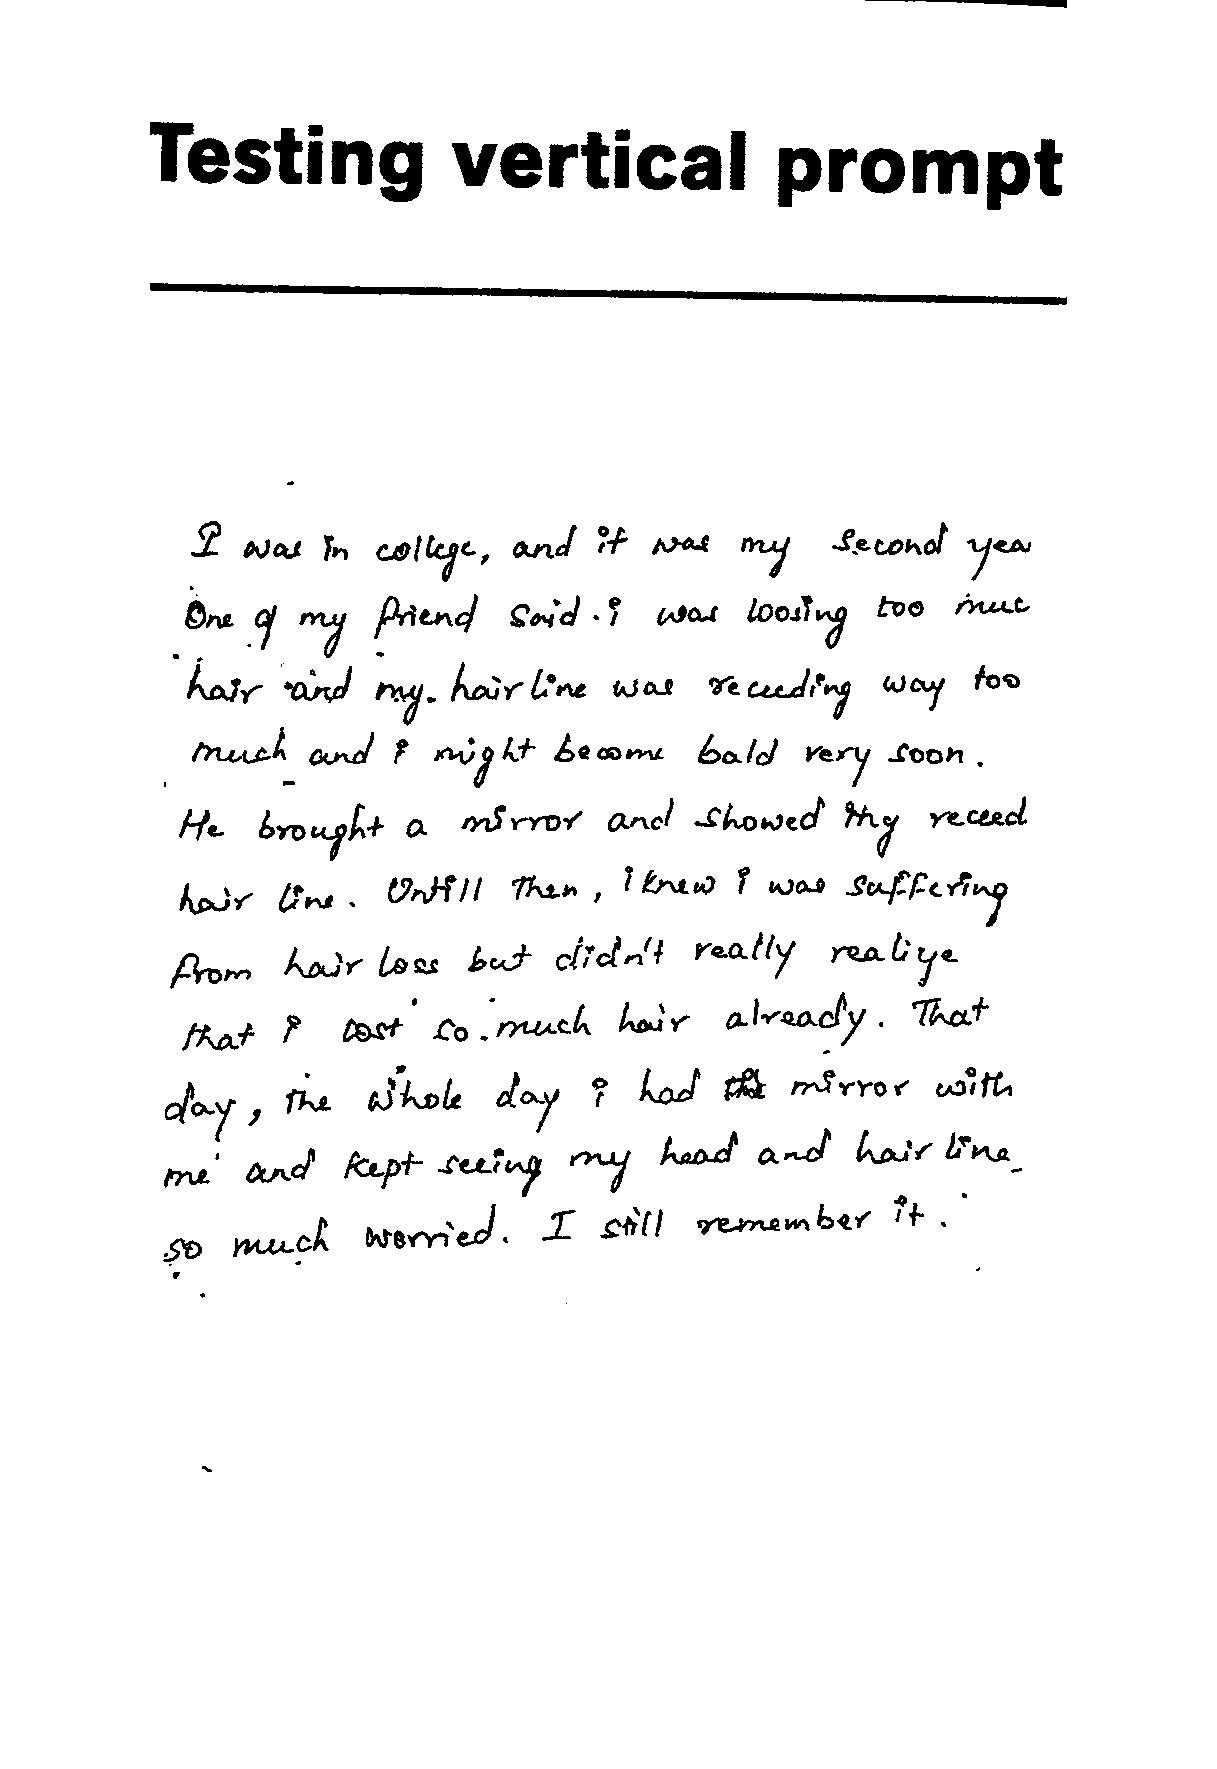 Testing vertical prompt
I was in college, and it was my second yea
One of my friend said i was loosing too muc
hair and my hairline was receeding way too
much and i might become bald very soon.
He brought a mirror and showed my receed
hair line. Untill then, i knew i was suffering
from hair loss but didn't really realize
that i lost so much hair already. That
day, the whole day i had the mirror with
me and kept seeing my head and hair line
so much worried. I still remember it.